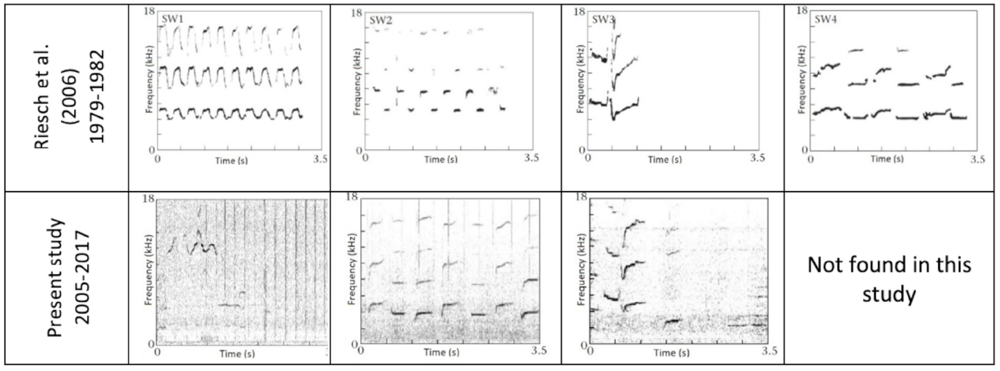 Riesch et al.
(2006)
1979-1982
18
SW1
Frequency (kHz)
0
0
Time (s)
3.5
18
SW2
Frequency (kHz)
0
0
Time (s)
3.5
18
SW3
Frequency (KHz)
0
0
Time (s)
3.5
18
SW4
Frequency (kHz)
0
0
Time (s)
3.5
Present study
2005-2017
18
Frequency (kHz)
0
0
Time (s)
18
Frequency (kHz)
0
0
Time (s)
3.5
18
Frequency (kHz)
0
0
Time (s)
3.5
Not found in this
study